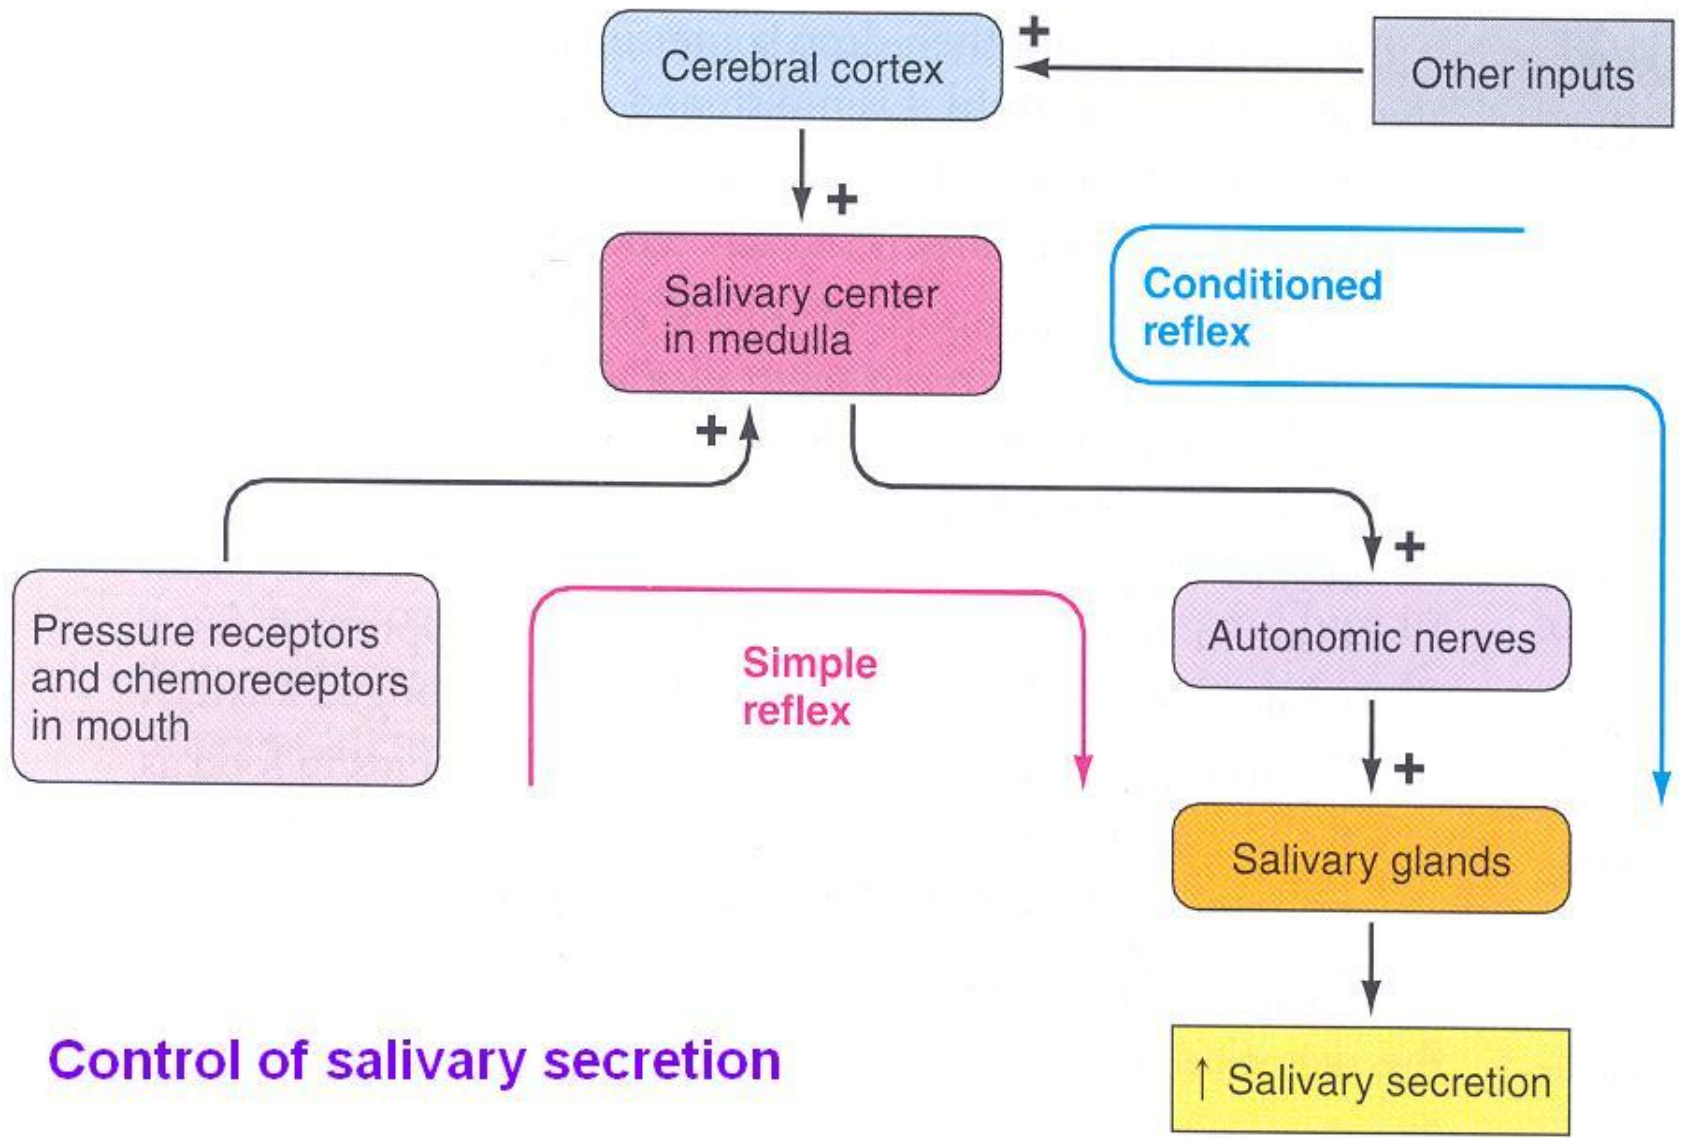 Cerebral cortex
+
Other inputs
+
Salivary center
in medulla
Conditioned
reflex
+
+
Pressure receptors
and chemoreceptors
in mouth
Simple
reflex
Autonomic nerves
+
Salivary glands
Control of salivary secretion
↑ Salivary secretion